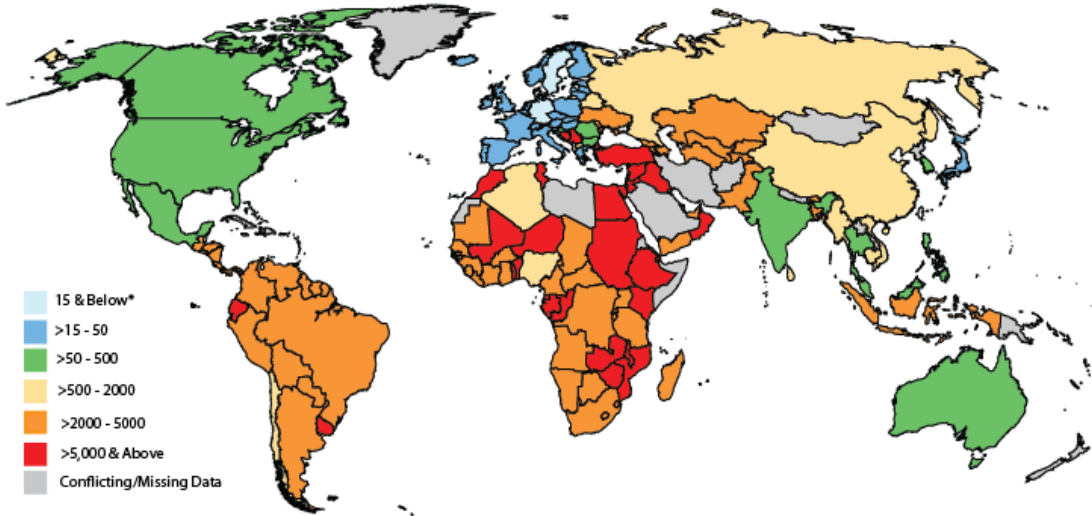 15 & Below*
>15 - 50
>50 - 500
>500 - 2000
>2000 - 5000
>5,000 & Above
Conflicting/Missing Data